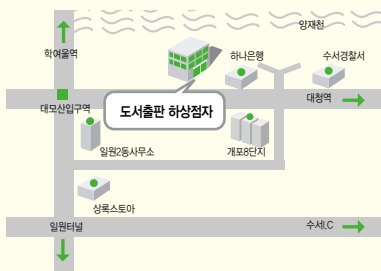 양재천
학여울역
하나은행
수서경찰서
대모산입구역
도서출판 하상점자
대청역
일원2동사무소
개포8단지
상록스토아
일원터널
수서I.C